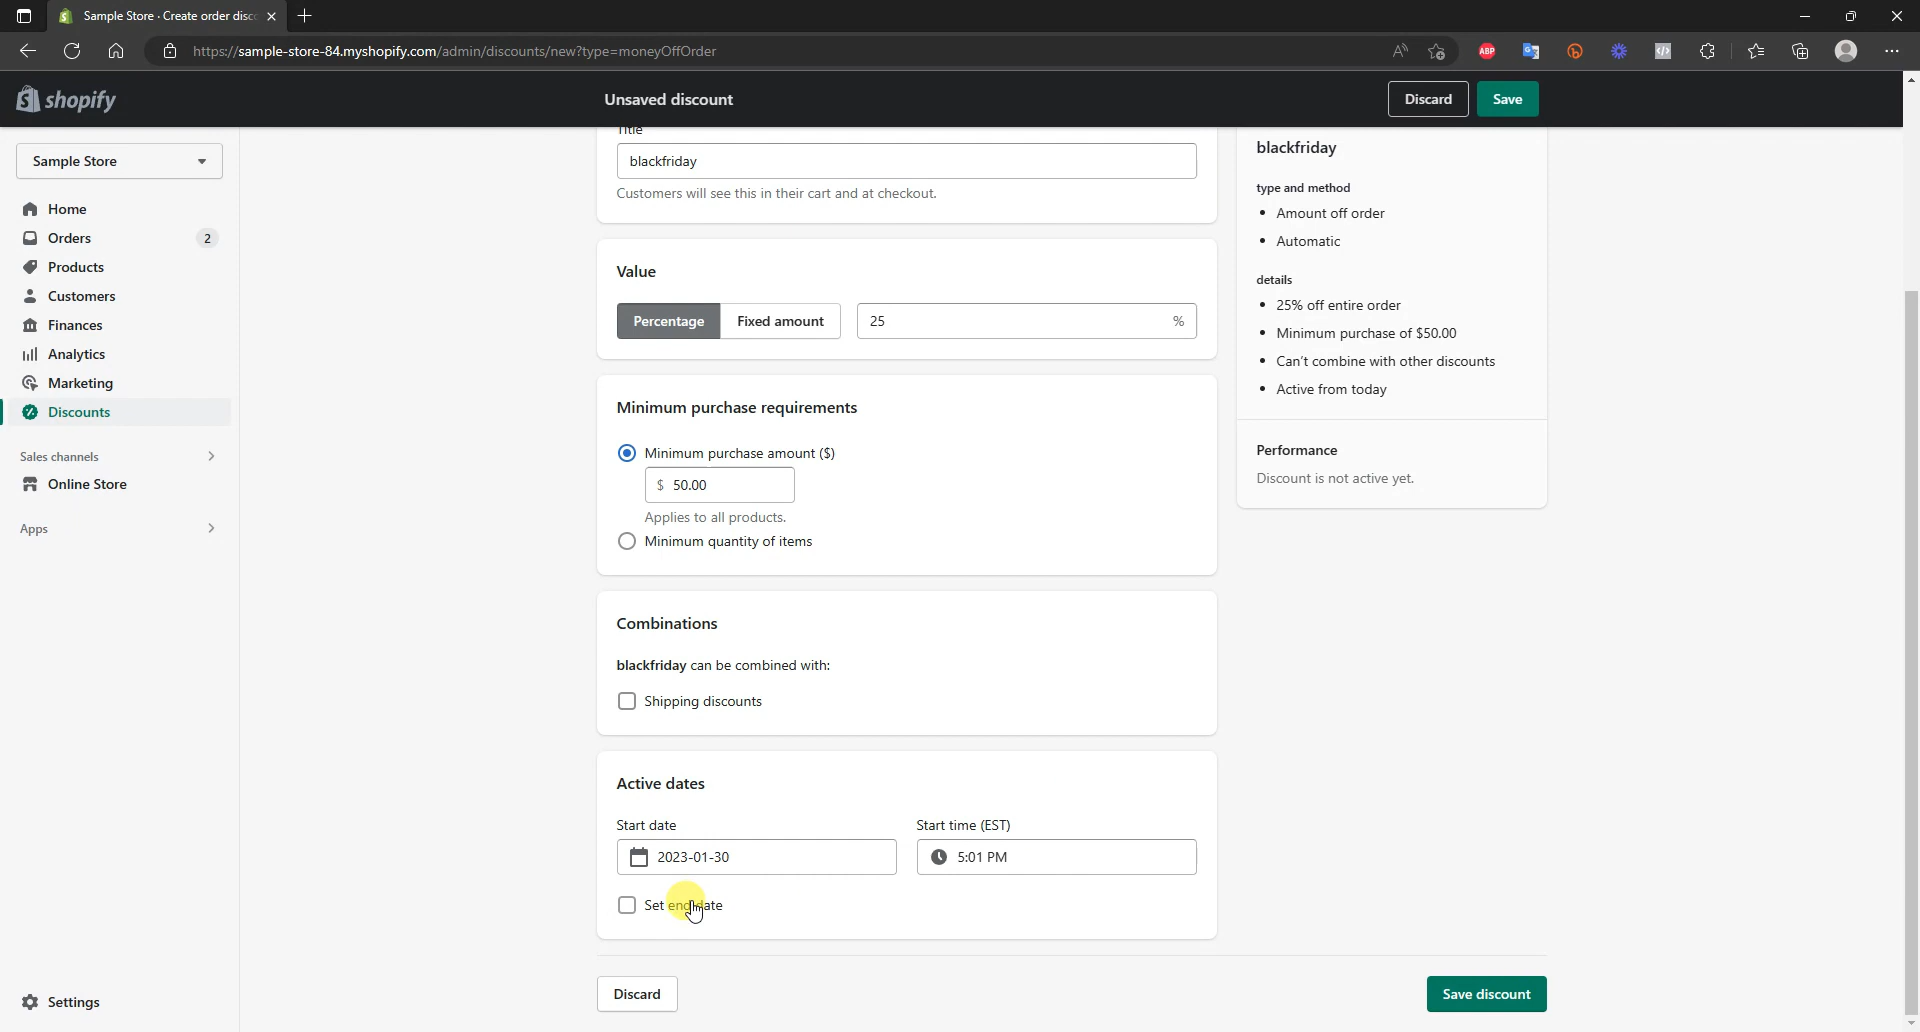 Sample Store · Create order disc
https://sample-store-84.myshopify.com/admin/discounts/new?type=moneyOffOrder
ABP
shopify
Unsaved discount
Discard
Save
Sample Store
Home
Orders
2
Products
Customers
Finances
Analytics
Marketing
Discounts
Sales channels
Online Store
Apps
Settings
Title
blackfriday
Customers will see this in their cart and at checkout.
Value
Percentage
Fixed amount
25
%
Minimum purchase requirements
Minimum purchase amount ($)
$ 50.00
Applies to all products.
Minimum quantity of items
Combinations
blackfriday can be combined with:
Shipping discounts
Active dates
Start date
Start time (EST)
2023-01-30
5:01 PM
Set end date
Discard
Save discount
blackfriday
type and method
• Amount off order
• Automatic
details
• 25% off entire order
• Minimum purchase of $50.00
• Can't combine with other discounts
• Active from today
Performance
Discount is not active yet.